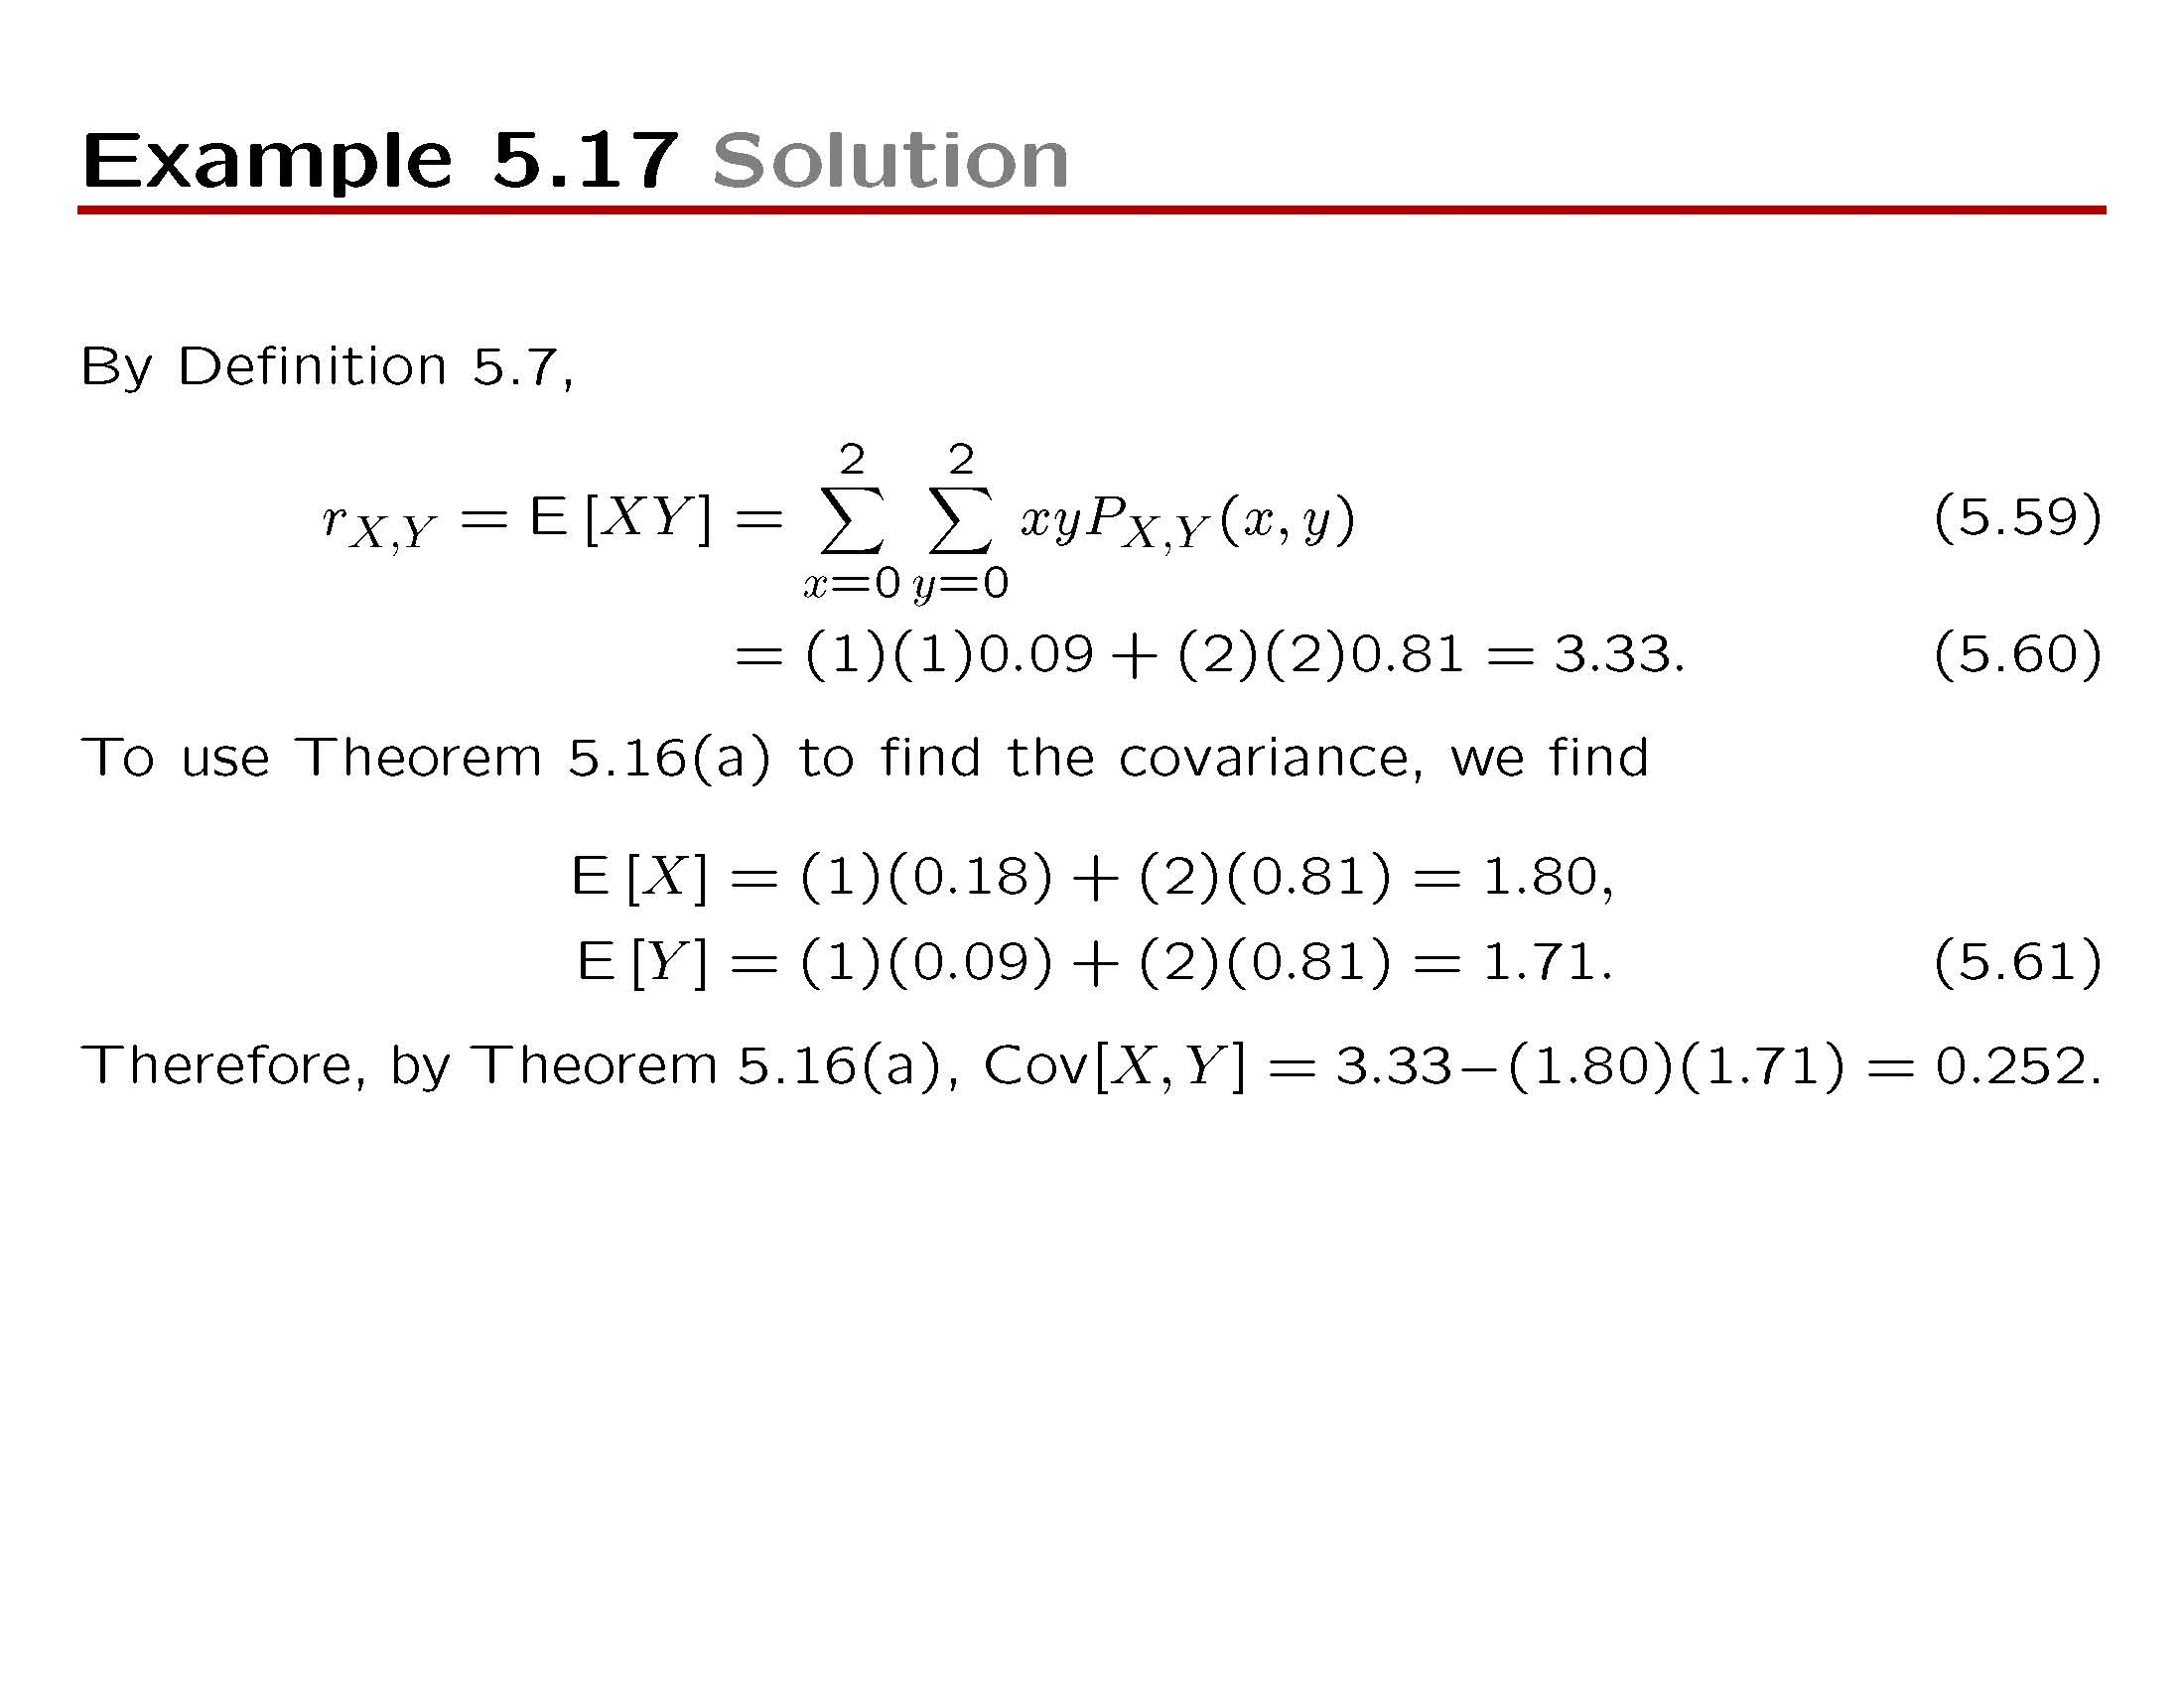 Example 5.17 Solution
By Definition 5.7,
r_{X,Y} = E [XY] = \sum_{x=0}^{2} \sum_{y=0}^{2} xyP_{X,Y}(x, y) (5.59)
= (1)(1)0.09 + (2)(2)0.81 = 3.33. (5.60)
To use Theorem 5.16(a) to find the covariance, we find
E [X] = (1)(0.18) + (2)(0.81) = 1.80,
E [Y] = (1)(0.09) + (2)(0.81) = 1.71. (5.61)
Therefore, by Theorem 5.16(a), Cov[X, Y] = 3.33−(1.80)(1.71) = 0.252.